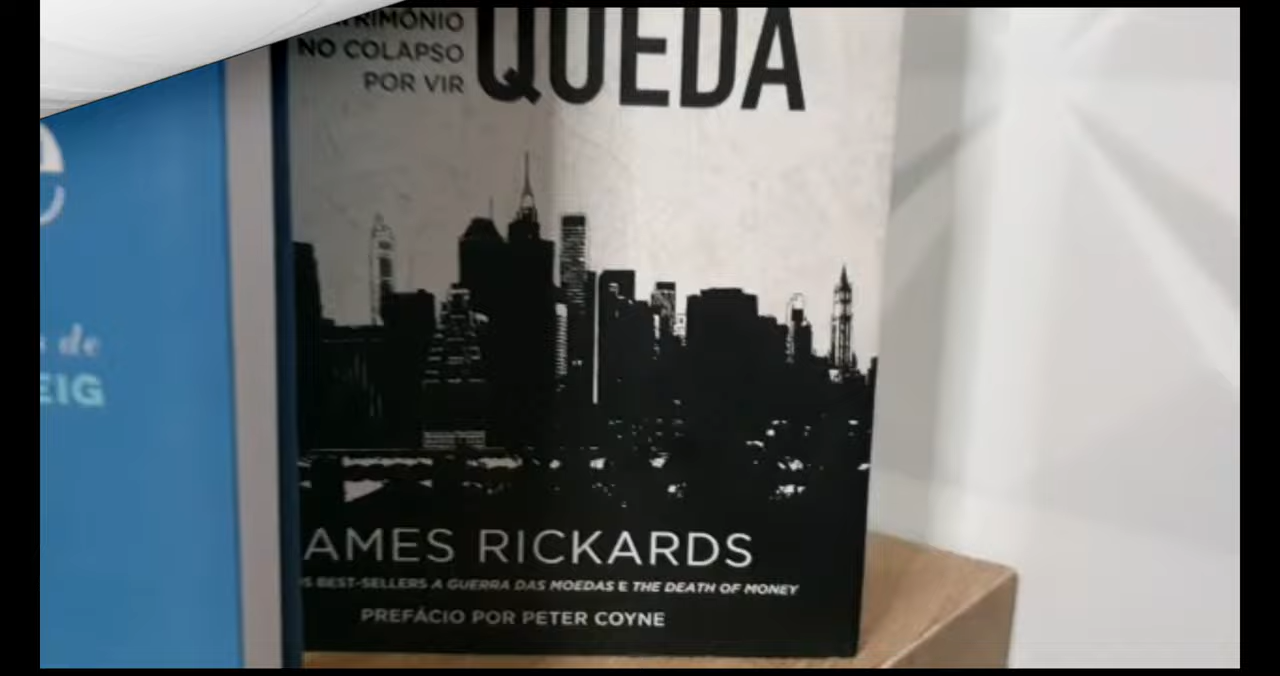 e
s de
EIG
PATRIMÔNIO
NO COLAPSO
POR VIR
QUEDA
AMES RICKARDS
S BEST-SELLERS A GUERRA DAS MOEDAS E THE DEATH OF MONEY
PREFÁCIO POR PETER COYNE